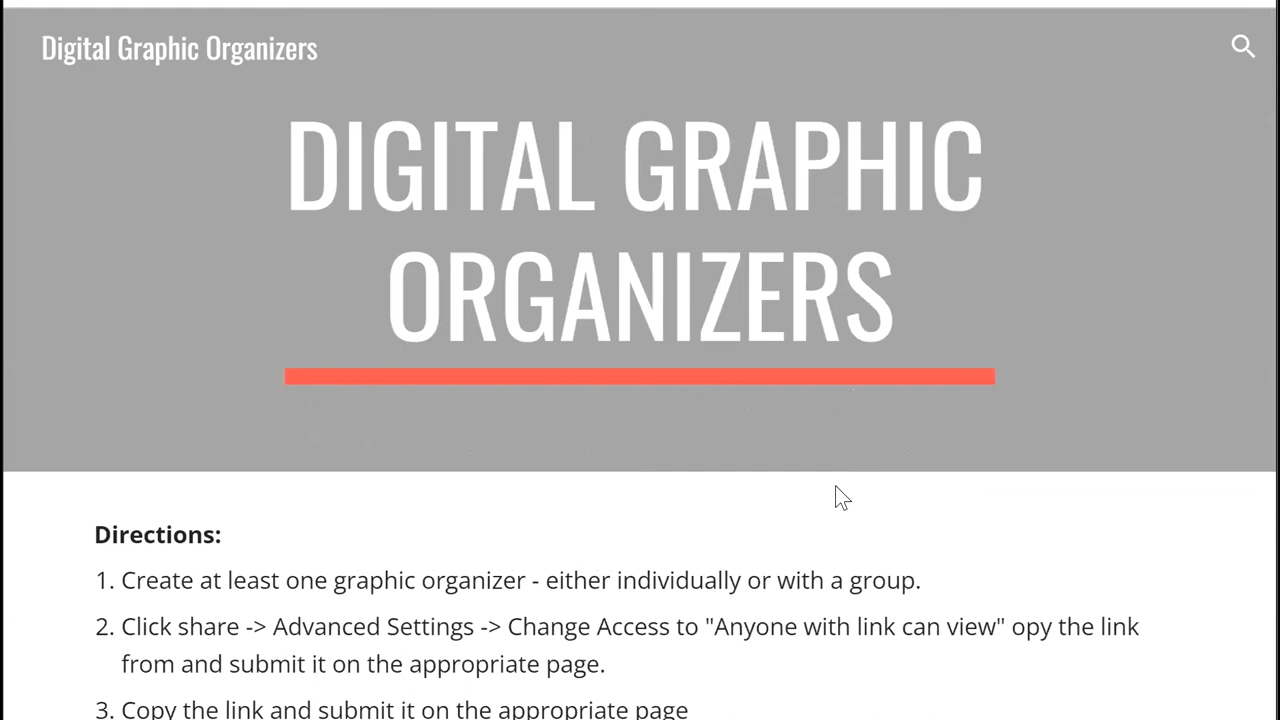 Digital Graphic Organizers
DIGITAL GRAPHIC
ORGANIZERS
Directions:
1. Create at least one graphic organizer - either individually or with a group.
2. Click share -> Advanced Settings -> Change Access to "Anyone with link can view" opy the link
from and submit it on the appropriate page.
3. Copy the link and submit it on the appropriate page